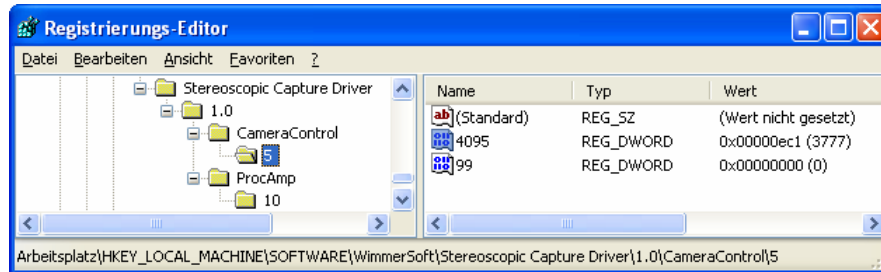 Registrierungs-Editor
Datei Bearbeiten Ansicht Favoriten ?
Stereoscopic Capture Driver
1.0
CameraControl
5
ProcAmp
10
Name Typ Wert
ab (Standard) REG_SZ (Wert nicht gesetzt)
4095 REG_DWORD 0x00000ec1 (3777)
99 REG_DWORD 0x00000000 (0)
Arbeitsplatz\HKEY_LOCAL_MACHINE\SOFTWARE\WimmerSoft\Stereoscopic Capture Driver\1.0\CameraControl\5